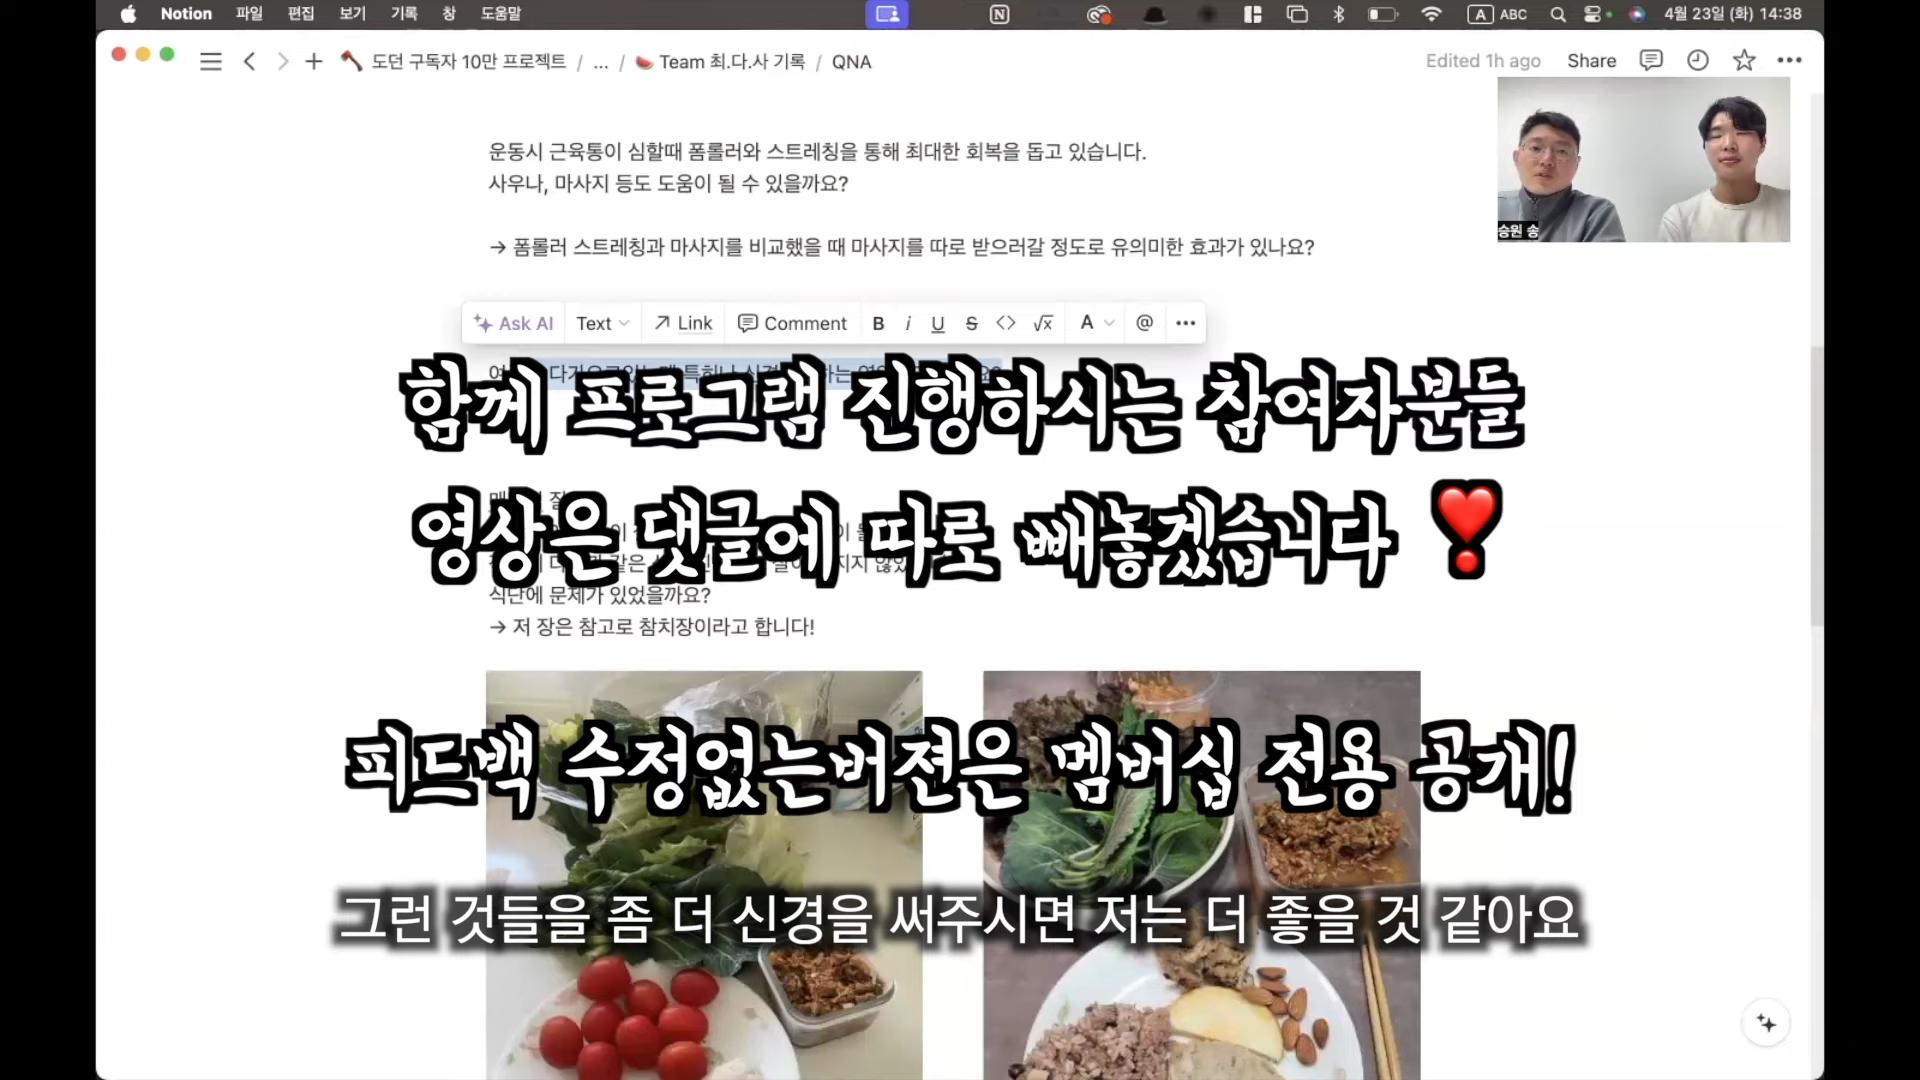 Notion 파일 편집 보기 기록 창 도움말
A ABC 4월 23일 (화) 14:38
도던 구독자 10만 프로젝트 / ... / Team 최.다.사 기록 / QNA
Edited 1h ago Share
운동시 근육통이 심할때 폼롤러와 스트레칭을 통해 최대한 회복을 돕고 있습니다.
사우나, 마사지 등도 도움이 될 수 있을까요?
승원 송
→ 폼롤러 스트레칭과 마사지를 비교했을 때 마사지를 따로 받으러갈 정도로 유의미한 효과가 있나요?
Ask AI Text Link Comment B i U S <> √x A @ •••
함께 프로그램 진행하시는 참여자분들
영상은 댓글에 따로 빼놓겠습니다❣️
식단에 문제가 있었을까요?
→ 저 장은 참고로 참치장이라고 합니다!
피드백 수정없는버젼은 멤버십 전용 공개!
그런 것들을 좀 더 신경을 써주시면 저는 더 좋을 것 같아요